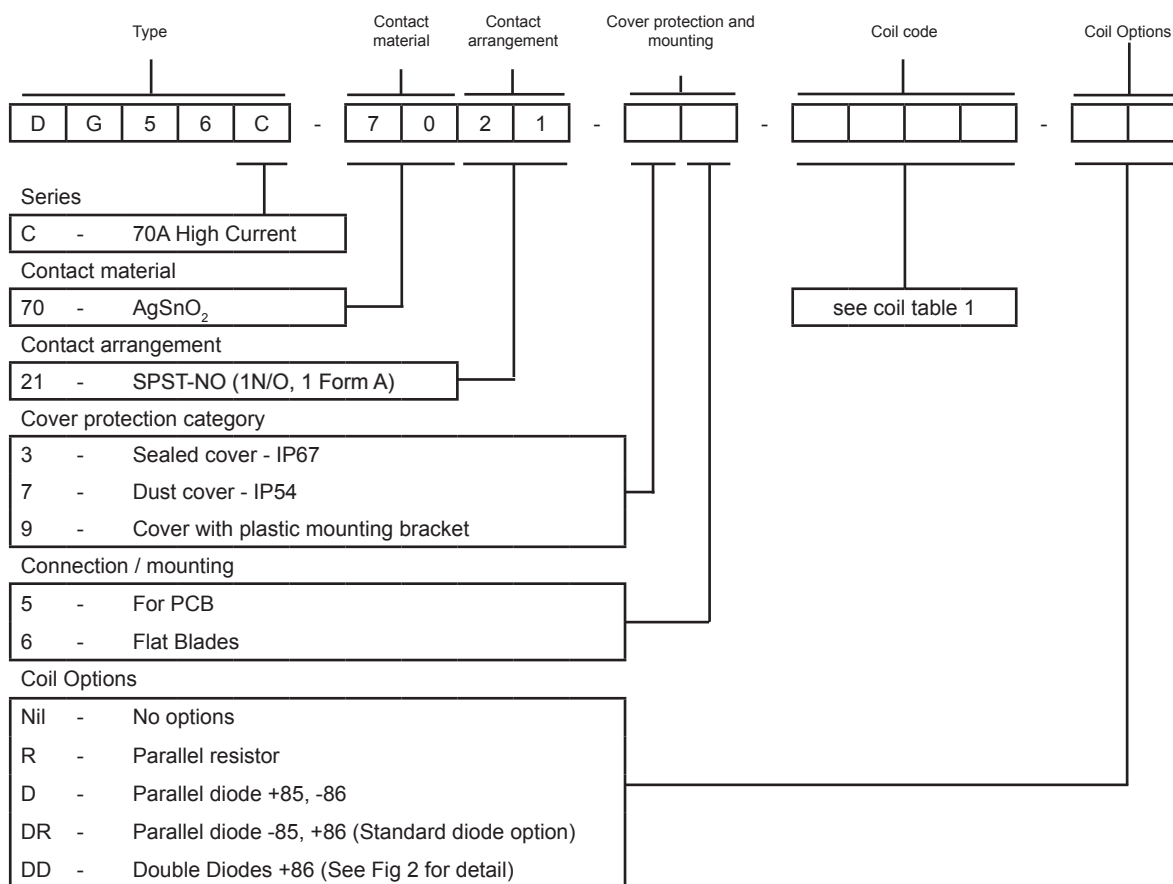 Type
Contact material
Contact arrangement
Cover protection and mounting
Coil code
Coil Options
D G 5 6 C - 7 0 2 1 - - -
Series
C - 70A High Current
Contact material
70 - AgSnO₂
see coil table 1
Contact arrangement
21 - SPST-NO (1N/O, 1 Form A)
Cover protection category
3 - Sealed cover - IP67
7 - Dust cover - IP54
9 - Cover with plastic mounting bracket
Connection / mounting
5 - For PCB
6 - Flat Blades
Coil Options
Nil - No options
R - Parallel resistor
D - Parallel diode +85, -86
DR - Parallel diode -85, +86 (Standard diode option)
DD - Double Diodes +86 (See Fig 2 for detail)